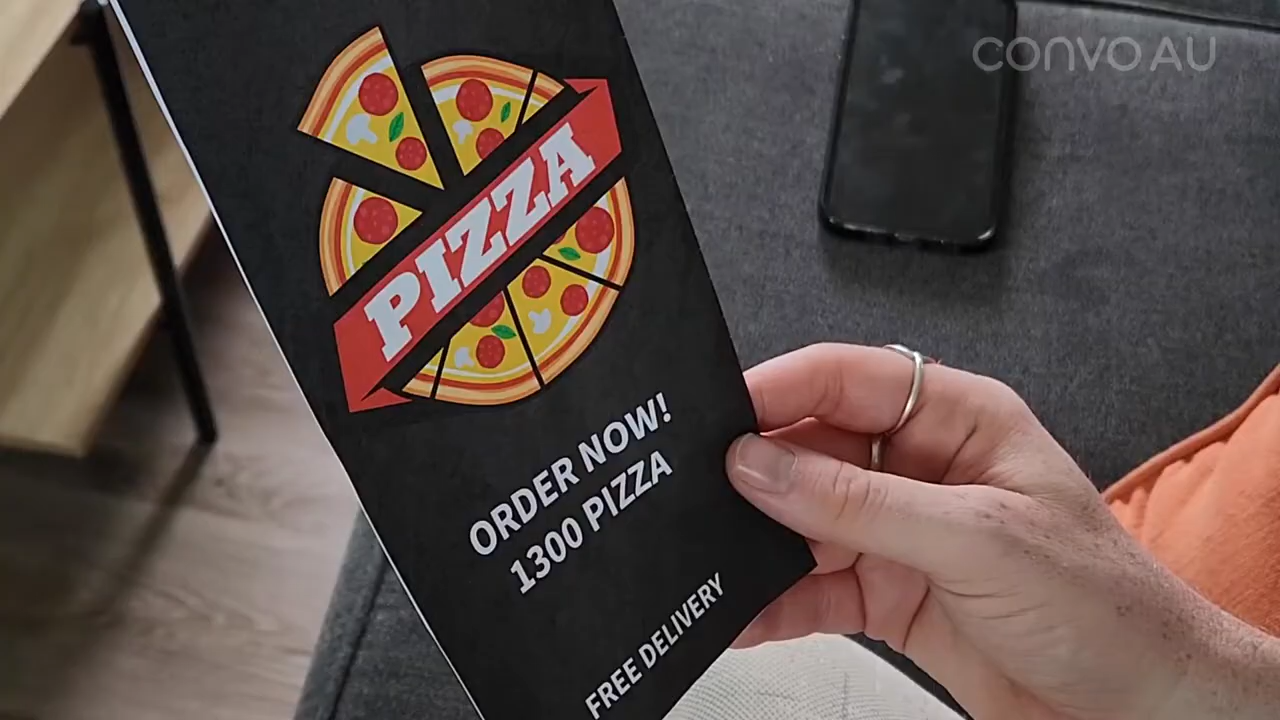 CONVO AU
PIZZA
ORDER NOW!
1300 PIZZA
FREE DELIVERY